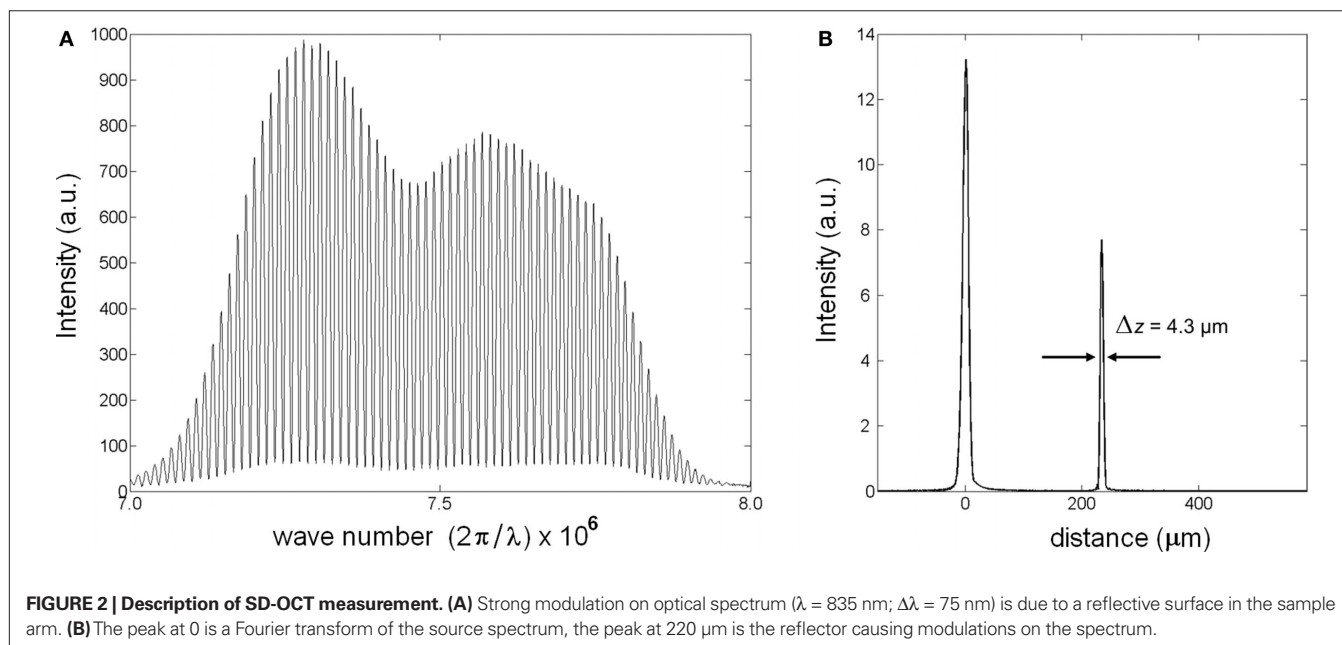 A
1000
900
800
700
600
500
400
300
200
100
0
7.0
7.5
8.0
Intensity (a.u.)
wave number (2π/λ) x 10⁶
B
14
12
10
8
6
4
2
0
0
200
400
Intensity (a.u.)
Δz = 4.3 μm
distance (μm)
FIGURE 2 | Description of SD-OCT measurement. (A) Strong modulation on optical spectrum (λ = 835 nm; Δλ = 75 nm) is due to a reflective surface in the sample
arm. (B) The peak at 0 is a Fourier transform of the source spectrum, the peak at 220 μm is the reflector causing modulations on the spectrum.